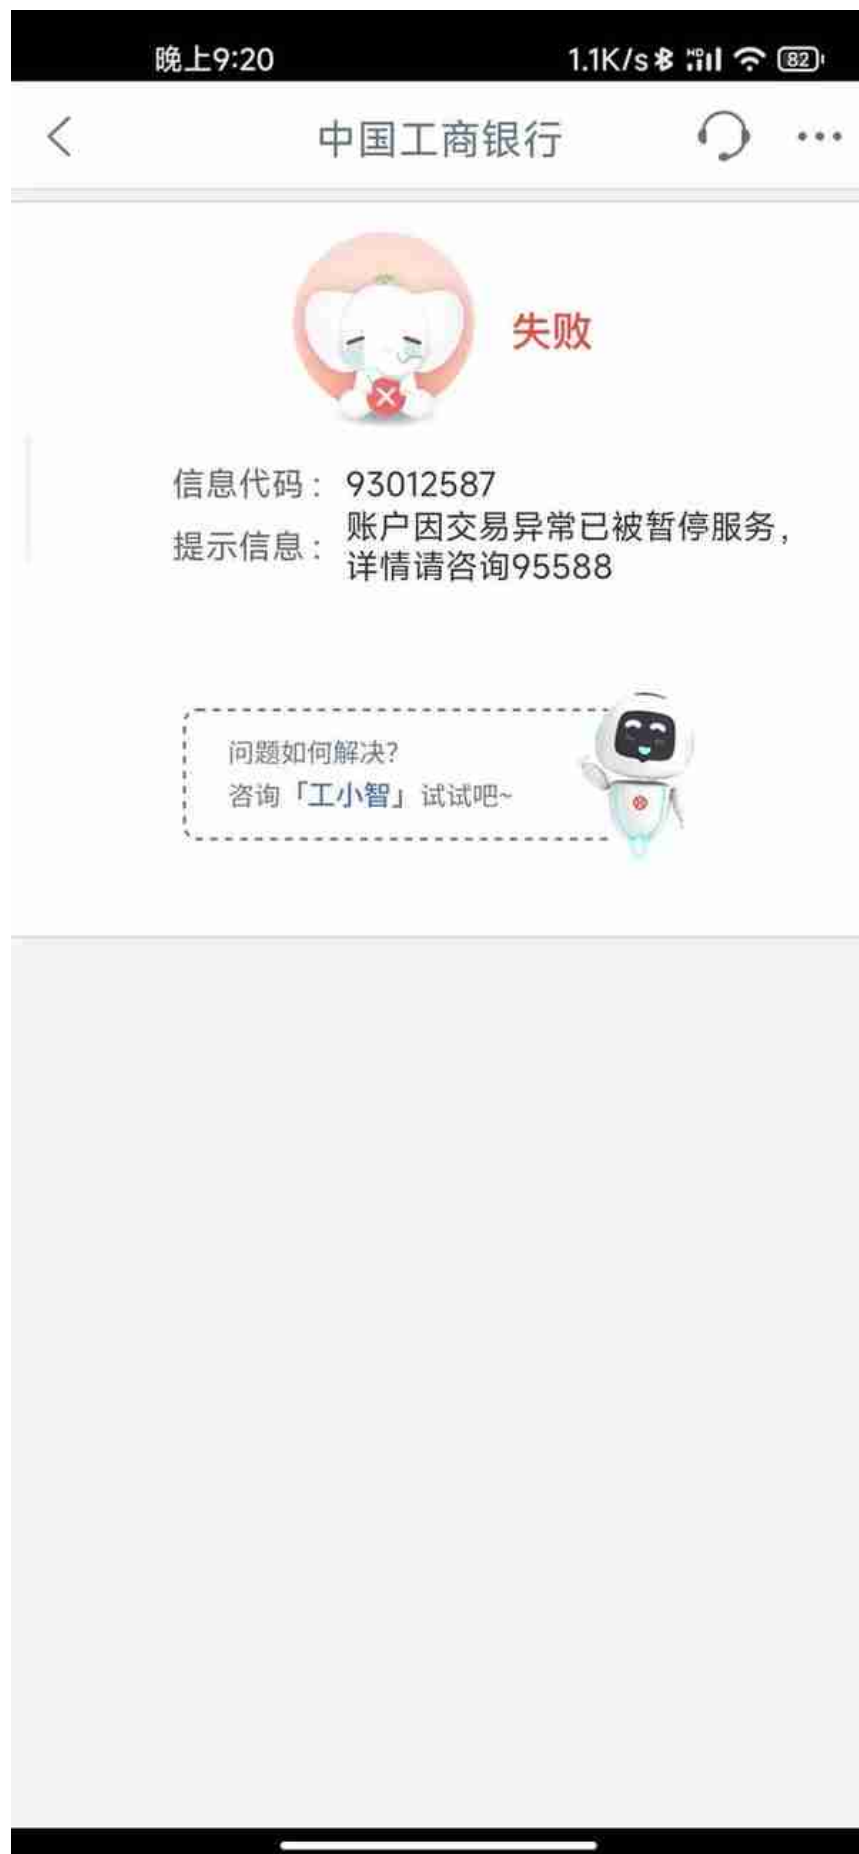 晚上9:20 1.1K/s HD 82
中国工商银行
失败
信息代码： 93012587
提示信息： 账户因交易异常已被暂停服务，
详情请咨询95588
问题如何解决？
咨询「工小智」试试吧~